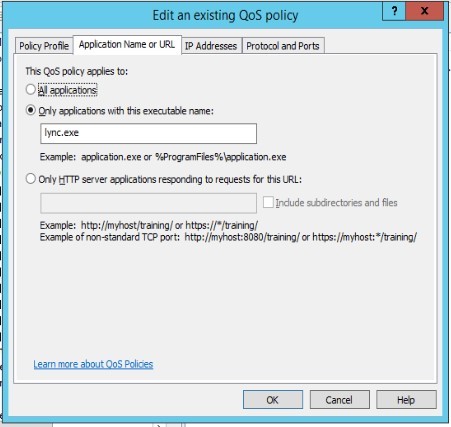 Edit an existing QoS policy
? x
Policy Profile Application Name or URL IP Addresses Protocol and Ports
This QoS policy applies to:
All applications
Only applications with this executable name:
lync.exe
Example: application.exe or %ProgramFiles%\application.exe
Only HTTP server applications responding to requests for this URL:
Include subdirectories and files
Example: http://myhost/training/ or https://*/training/
Example of non-standard TCP port: http://myhost:8080/training/ or https://myhost:*/training/
Learn more about QoS Policies
OK Cancel Help